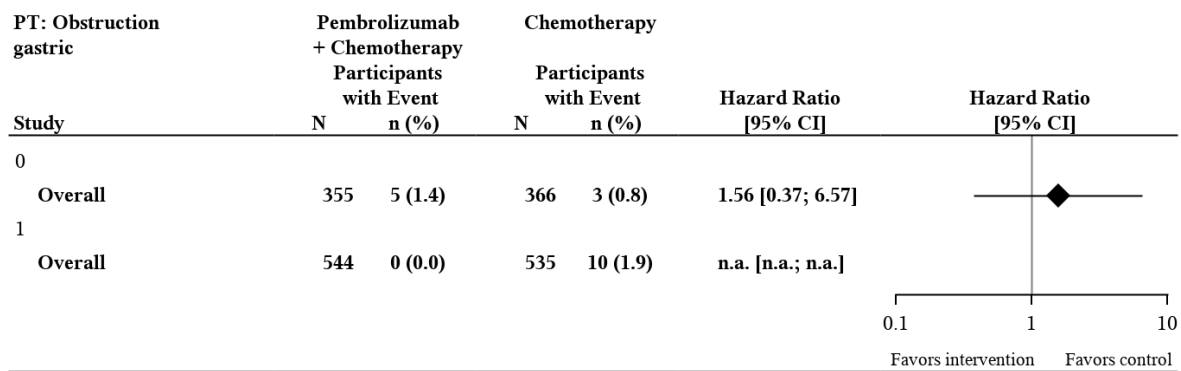 PT: Obstruction Pembrolizumab Chemotherapy
gastric + Chemotherapy
Participants Participants
with Event with Event Hazard Ratio Hazard Ratio
Study N n (%) N n (%) [95% CI] [95% CI]
0
Overall 355 5 (1.4) 366 3 (0.8) 1.56 [0.37; 6.57]
1
Overall 544 0 (0.0) 535 10 (1.9) n.a. [n.a.; n.a.]
0.1 1 10
Favors intervention Favors control